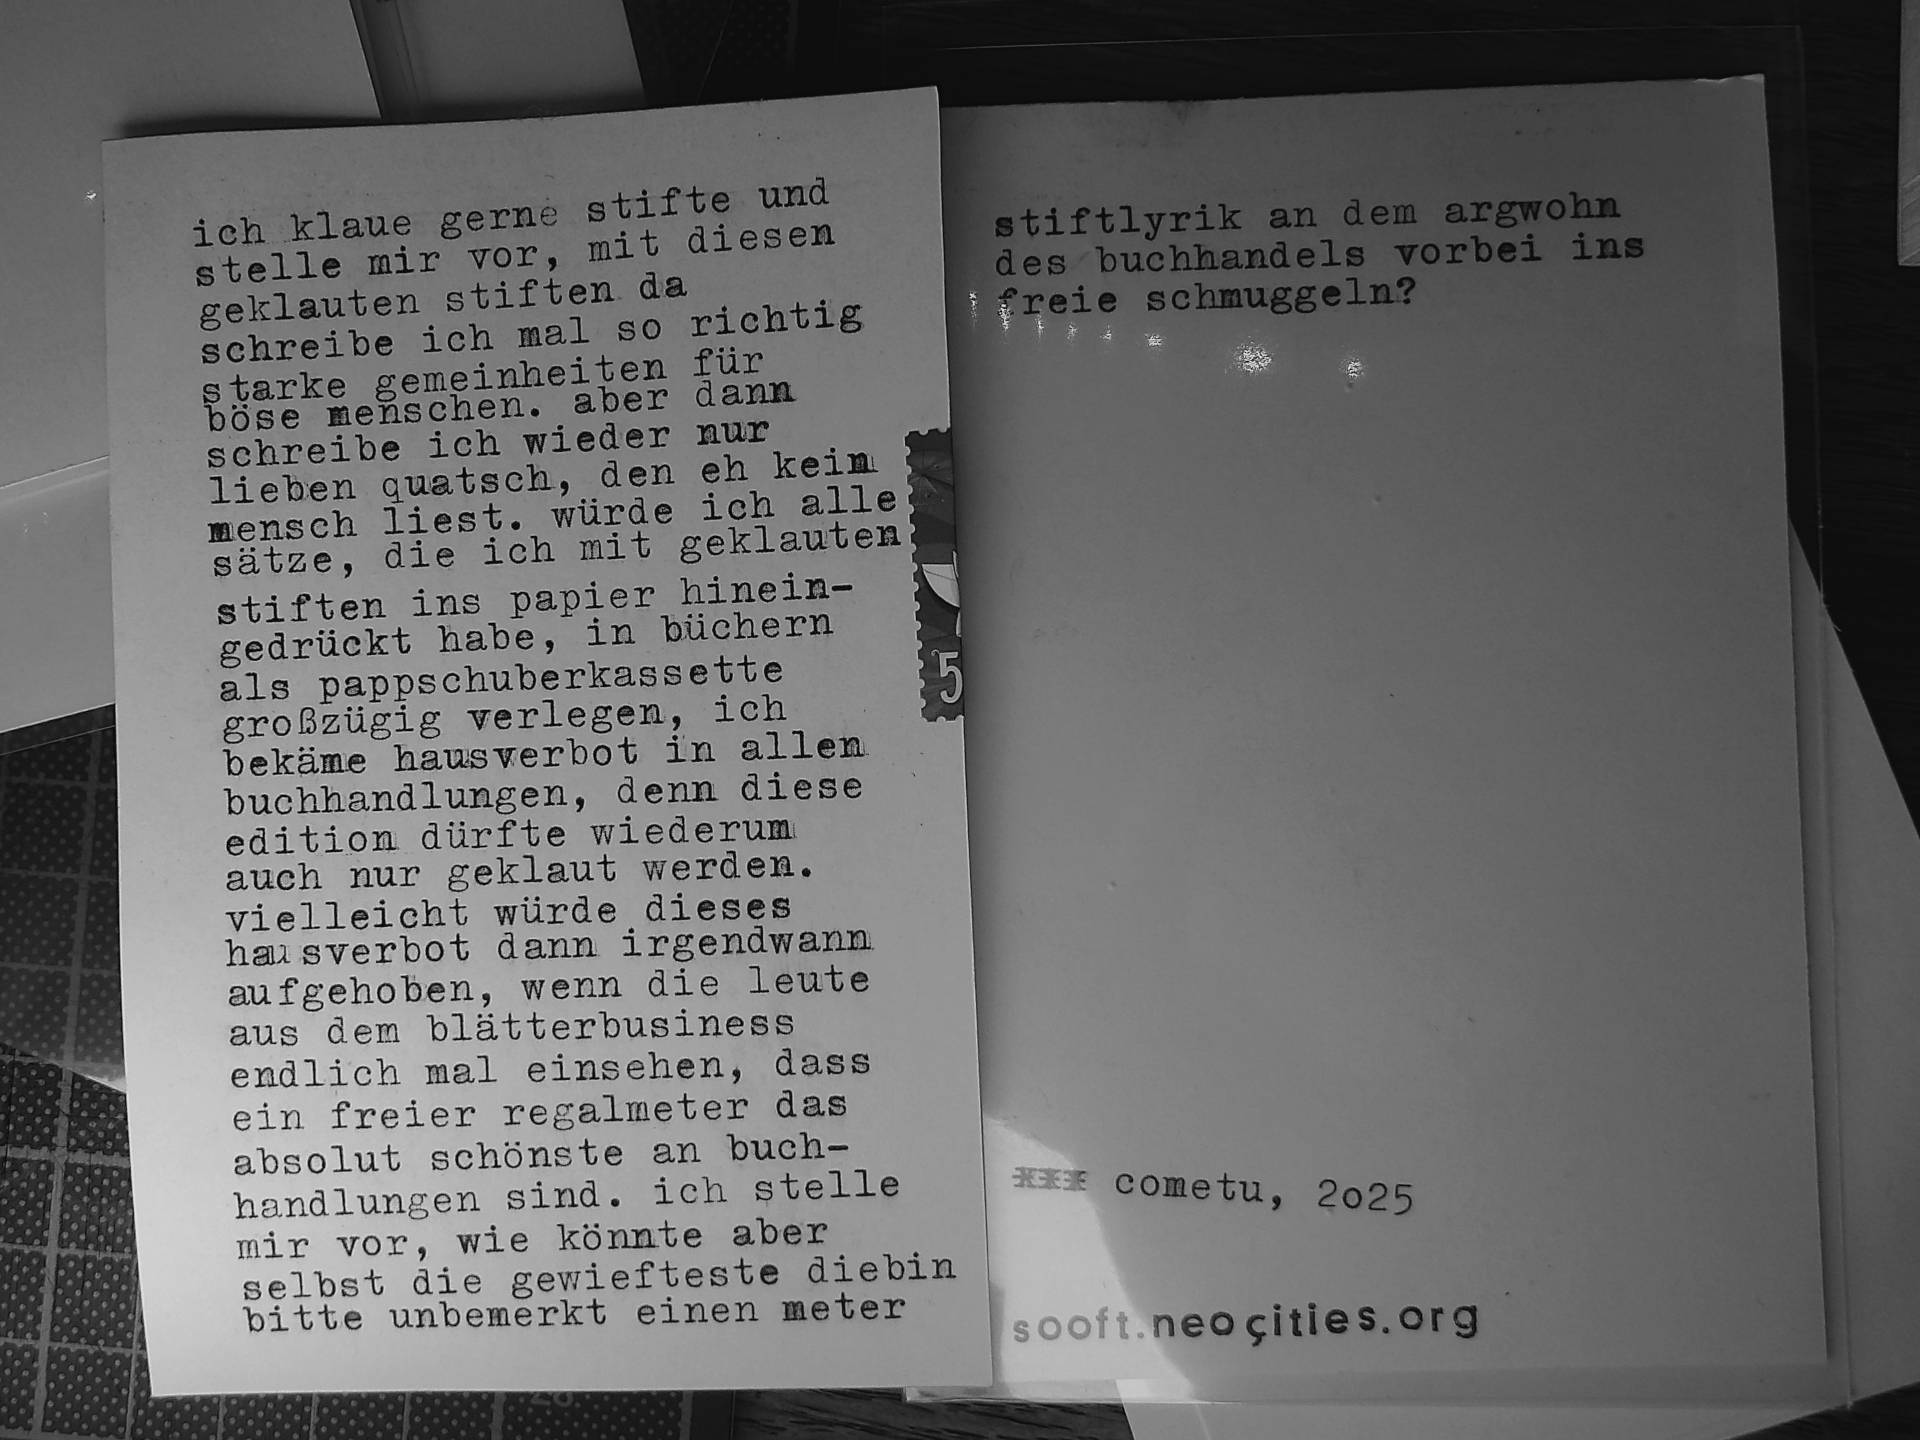 ich klaue gerne stifte und
stelle mir vor, mit diesen
geklauten stiften da
schreibe ich mal so richtig
starke gemeinheiten für
böse menschen. aber dann
schreibe ich wieder nur
lieben quatsch, den eh kein
mensch liest. würde ich alle
sätze, die ich mit geklauten
stiften ins papier hinein-
gedrückt habe, in büchern
als pappschuberkassette
großzügig verlegen, ich
bekäme hausverbot in allen
buchhandlungen, denn diese
edition dürfte wiederum
auch nur geklaut werden.
vielleicht würde dieses
hausverbot dann irgendwann
aufgehoben, wenn die leute
aus dem blätterbusiness
endlich mal einsehen, dass
ein freier regalmeter das
absolut schönste an buch-
handlungen sind. ich stelle
mir vor, wie könnte aber
selbst die gewiefteste diebin
bitte unbemerkt einen meter
5
stiftlyrik an dem argwohn
des buchhandels vorbei ins
freie schmuggeln?
*** cometu, 2025
sooft.neoçities.org